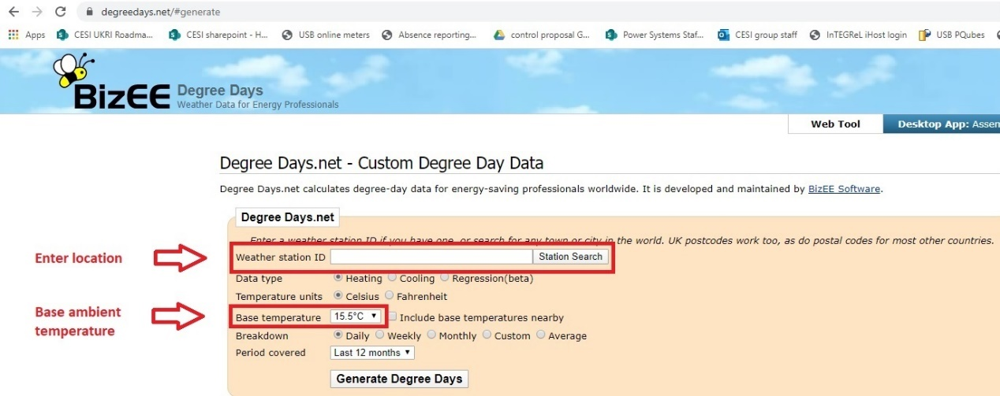 degreedays.net/#generate
Apps CESI UKRI Roadma... CESI sharepoint - H... USB online meters Absence reporting... control proposal G... Power Systems Staf... CESI group staff InTEGReL iHost login USB PQubes
BizEE Degree Days
Weather Data for Energy Professionals
Web Tool Desktop App: Assem
Degree Days.net - Custom Degree Day Data
Degree Days.net calculates degree-day data for energy-saving professionals worldwide. It is developed and maintained by BizEE Software.
Degree Days.net
Enter a weather station ID if you have one, or search for any town or city in the world. UK postcodes work too, as do postal codes for most other countries.
Enter location
Weather station ID Station Search
Data type Heating Cooling Regression(beta)
Temperature units Celsius Fahrenheit
Base ambient
temperature
Base temperature 15.5°C Include base temperatures nearby
Breakdown Daily Weekly Monthly Custom Average
Period covered Last 12 months
Generate Degree Days